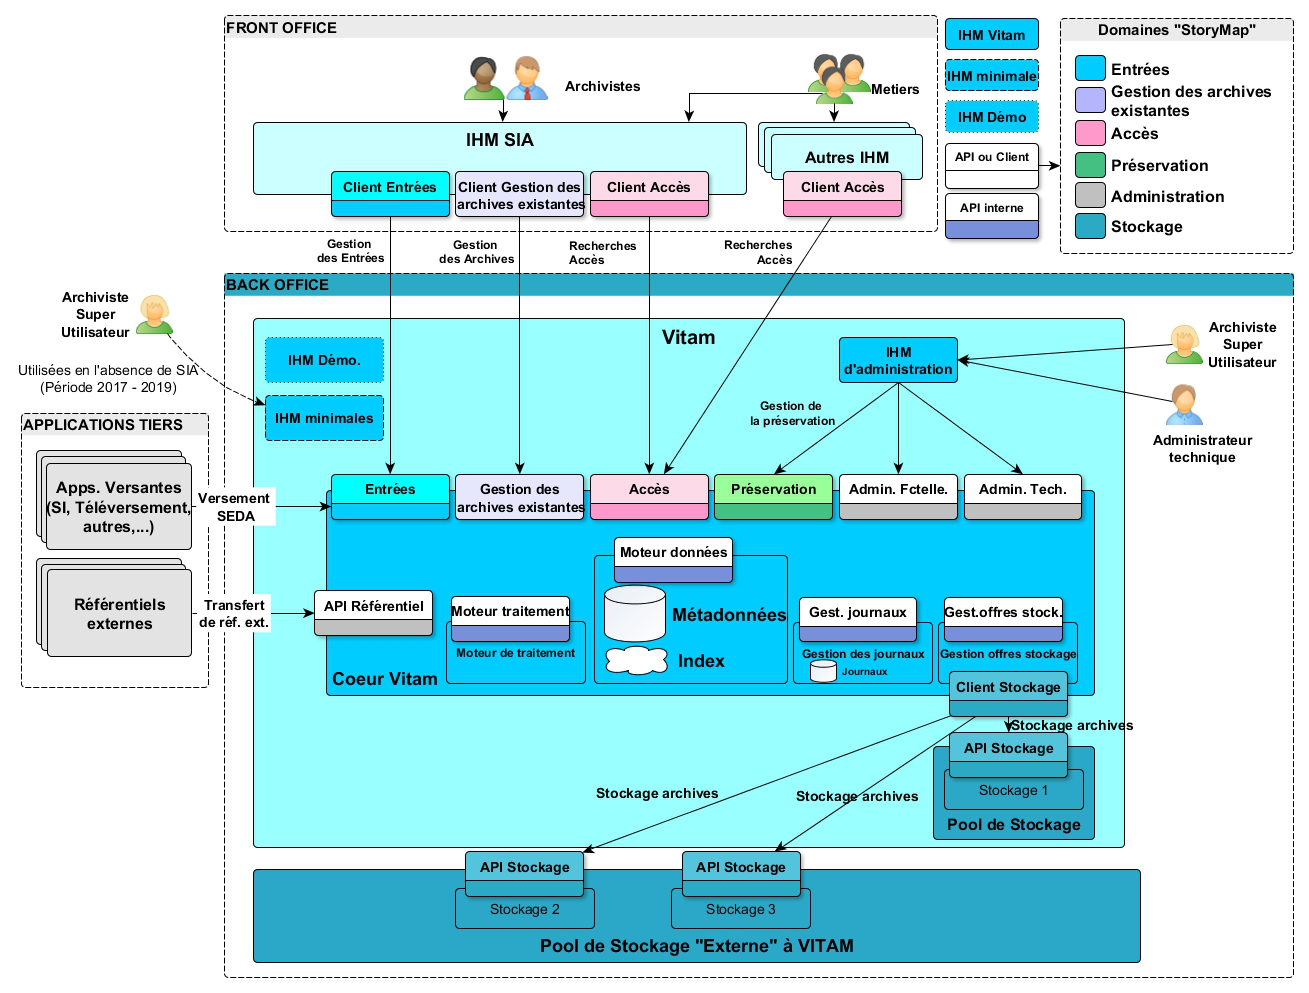 FRONT OFFICE
Archivistes
Metiers
IHM SIA
Autres IHM
Client Entrées
Client Gestion des
archives existantes
Client Accès
Client Accès
IHM Vitam
IHM minimale
IHM Démo
API ou Client
API interne
Domaines "StoryMap"
Entrées
Gestion des archives
existantes
Accès
Préservation
Administration
Stockage
Gestion
des Entrées
Gestion
des Archives
Recherches
Accès
Recherches
Accès
BACK OFFICE
Archiviste
Super
Utilisateur
Utilisées en l'absence de SIA
(Période 2017 - 2019)
Vitam
IHM Démo.
IHM minimales
IHM
d'administration
Archiviste
Super
Utilisateur
Administrateur
technique
Gestion de
la préservation
APPLICATIONS TIERS
Apps. Versantes
(SI, Téléversement,
autres,...)
Référentiels
externes
Versement
SEDA
Transfert
de réf. ext.
Entrées
Gestion des
archives existantes
Accès
Préservation
Admin. Fctelle.
Admin. Tech.
API Référentiel
Coeur Vitam
Moteur traitement
Moteur de traitement
Moteur données
Métadonnées
Index
Gest. journaux
Gestion des journaux
Journaux
Gest.offres stock.
Gestion offres stockage
Client Stockage
Stockage archives
Stockage archives
Stockage archives
API Stockage
Stockage 1
Pool de Stockage
API Stockage
Stockage 2
API Stockage
Stockage 3
Pool de Stockage "Externe" à VITAM